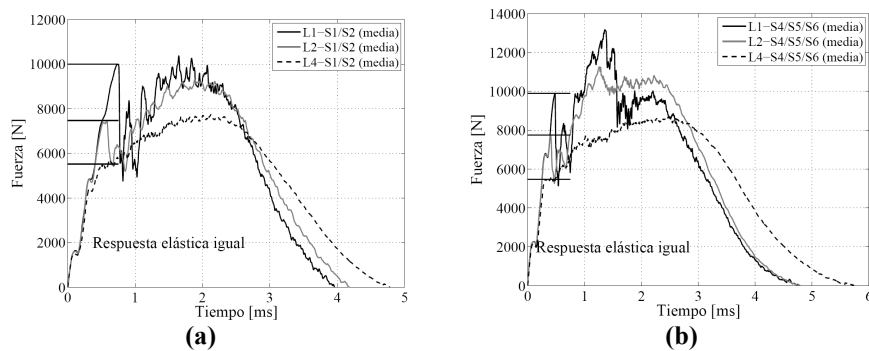 L1−S1/S2 (media)
L2−S1/S2 (media)
L4−S1/S2 (media)
12000
10000
8000
6000
4000
2000
0
Fuerza [N]
Respuesta elástica igual
0 1 2 3 4 5
Tiempo [ms]
(a)
L1−S4/S5/S6 (media)
L2−S4/S5/S6 (media)
L4−S4/S5/S6 (media)
14000
12000
10000
8000
6000
4000
2000
0
Fuerza [N]
Respuesta elástica igual
0 1 2 3 4 5 6
Tiempo [ms]
(b)